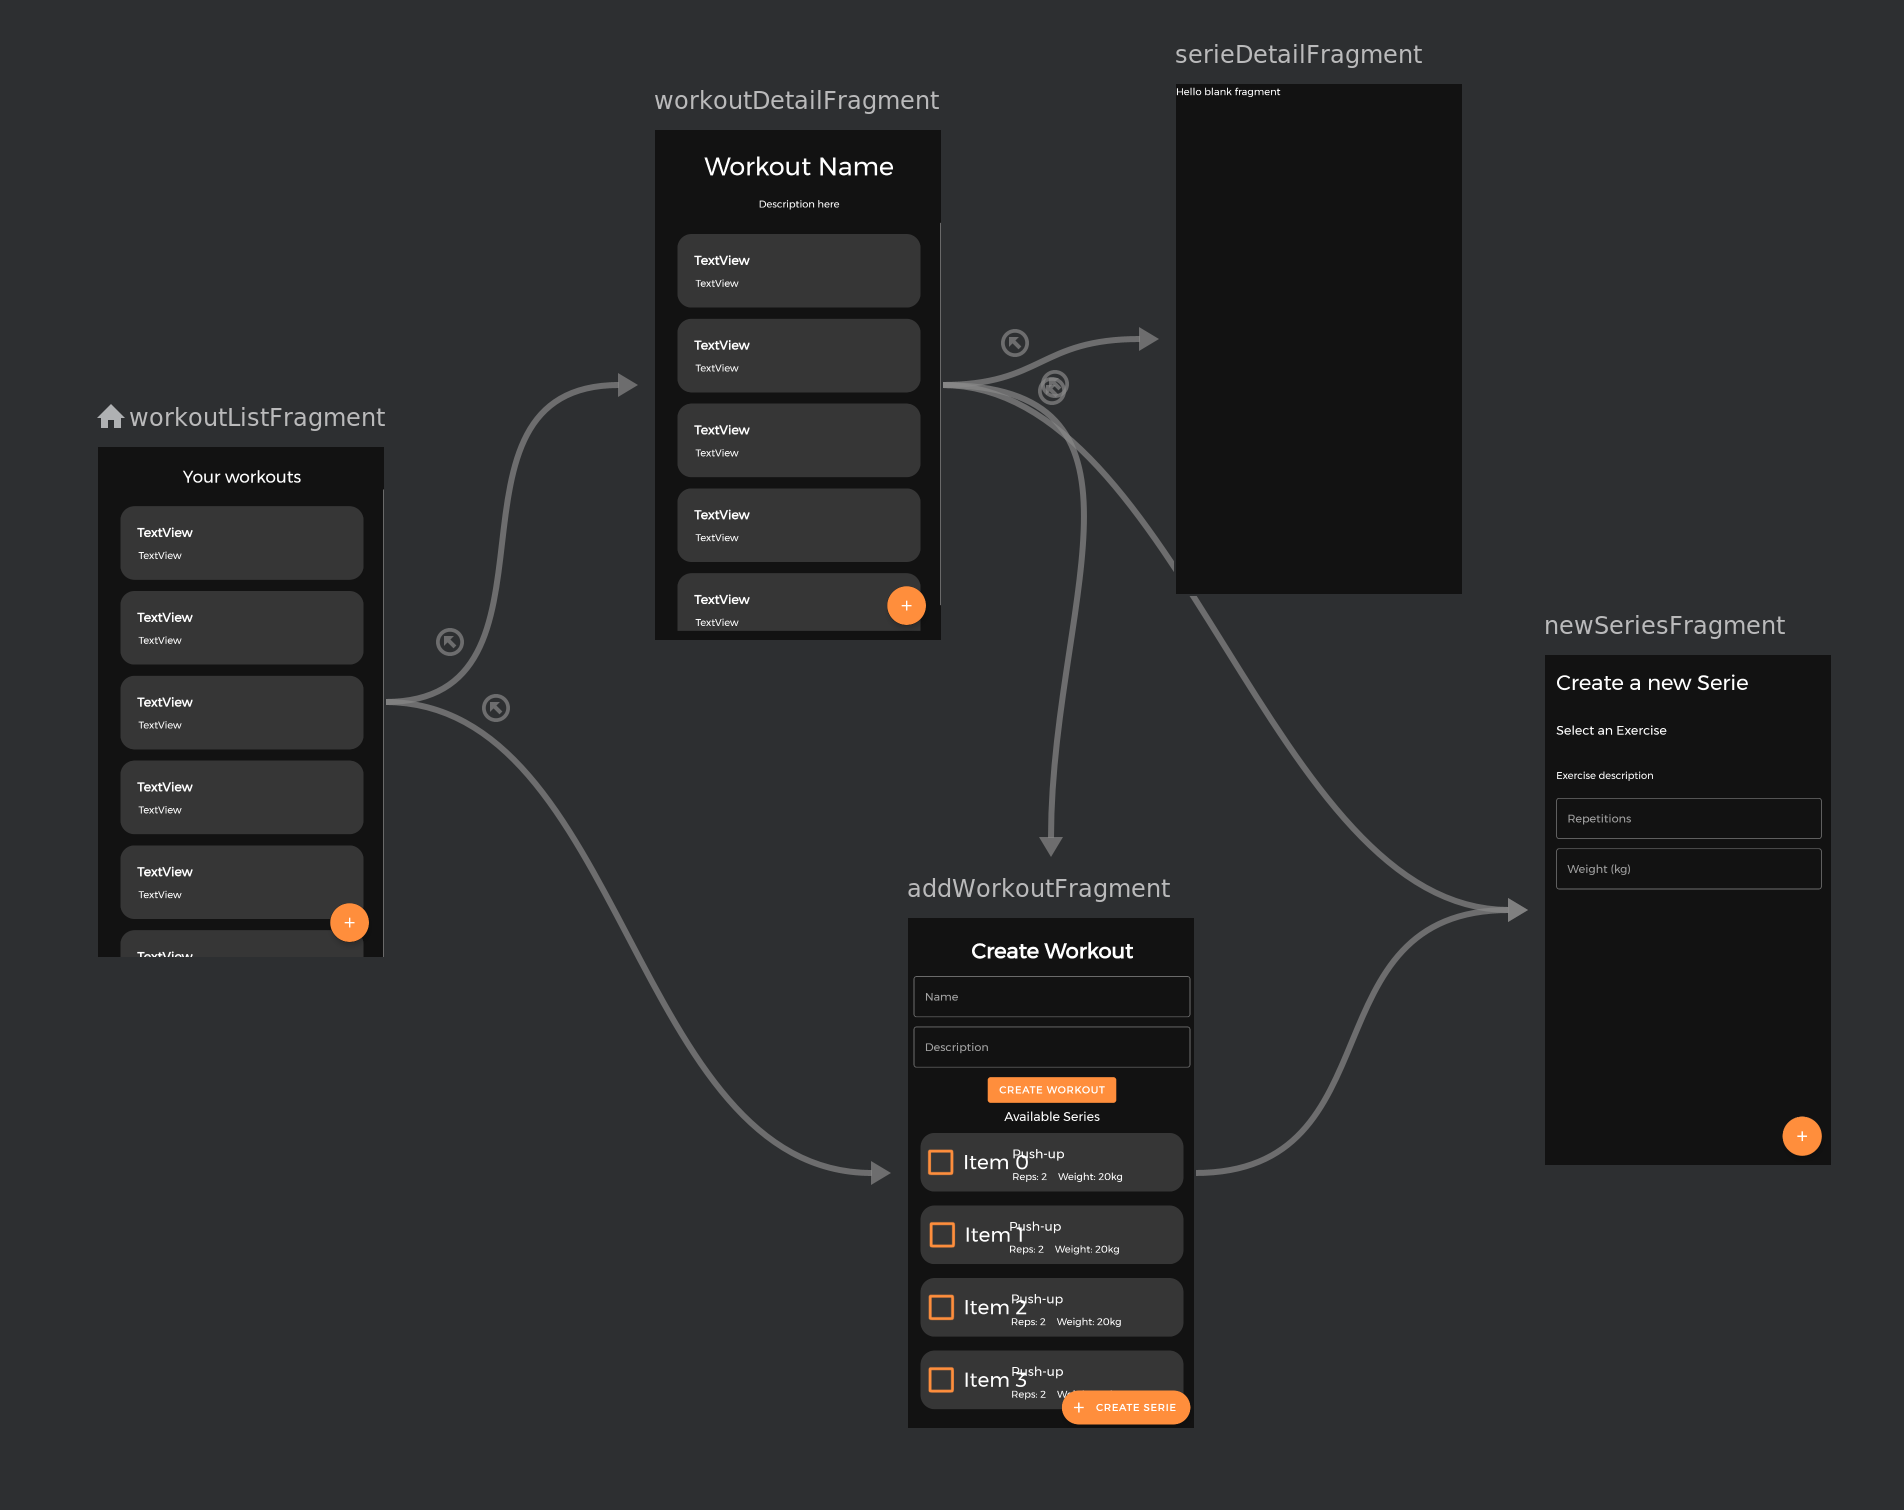 workoutListFragment
Your workouts
TextView
TextView
TextView
TextView
TextView
TextView
TextView
TextView
TextView
TextView
TextView
workoutDetailFragment
Workout Name
Description here
TextView
TextView
TextView
TextView
TextView
TextView
TextView
TextView
TextView
TextView
serieDetailFragment
Hello blank fragment
addWorkoutFragment
Create Workout
Name
Description
CREATE WORKOUT
Available Series
Item 0
Push-up
Reps: 2 Weight: 20kg
Item 1
Push-up
Reps: 2 Weight: 20kg
Item 2
Push-up
Reps: 2 Weight: 20kg
Item 3
Push-up
Reps: 2
+ CREATE SERIE
newSeriesFragment
Create a new Serie
Select an Exercise
Exercise description
Repetitions
Weight (kg)